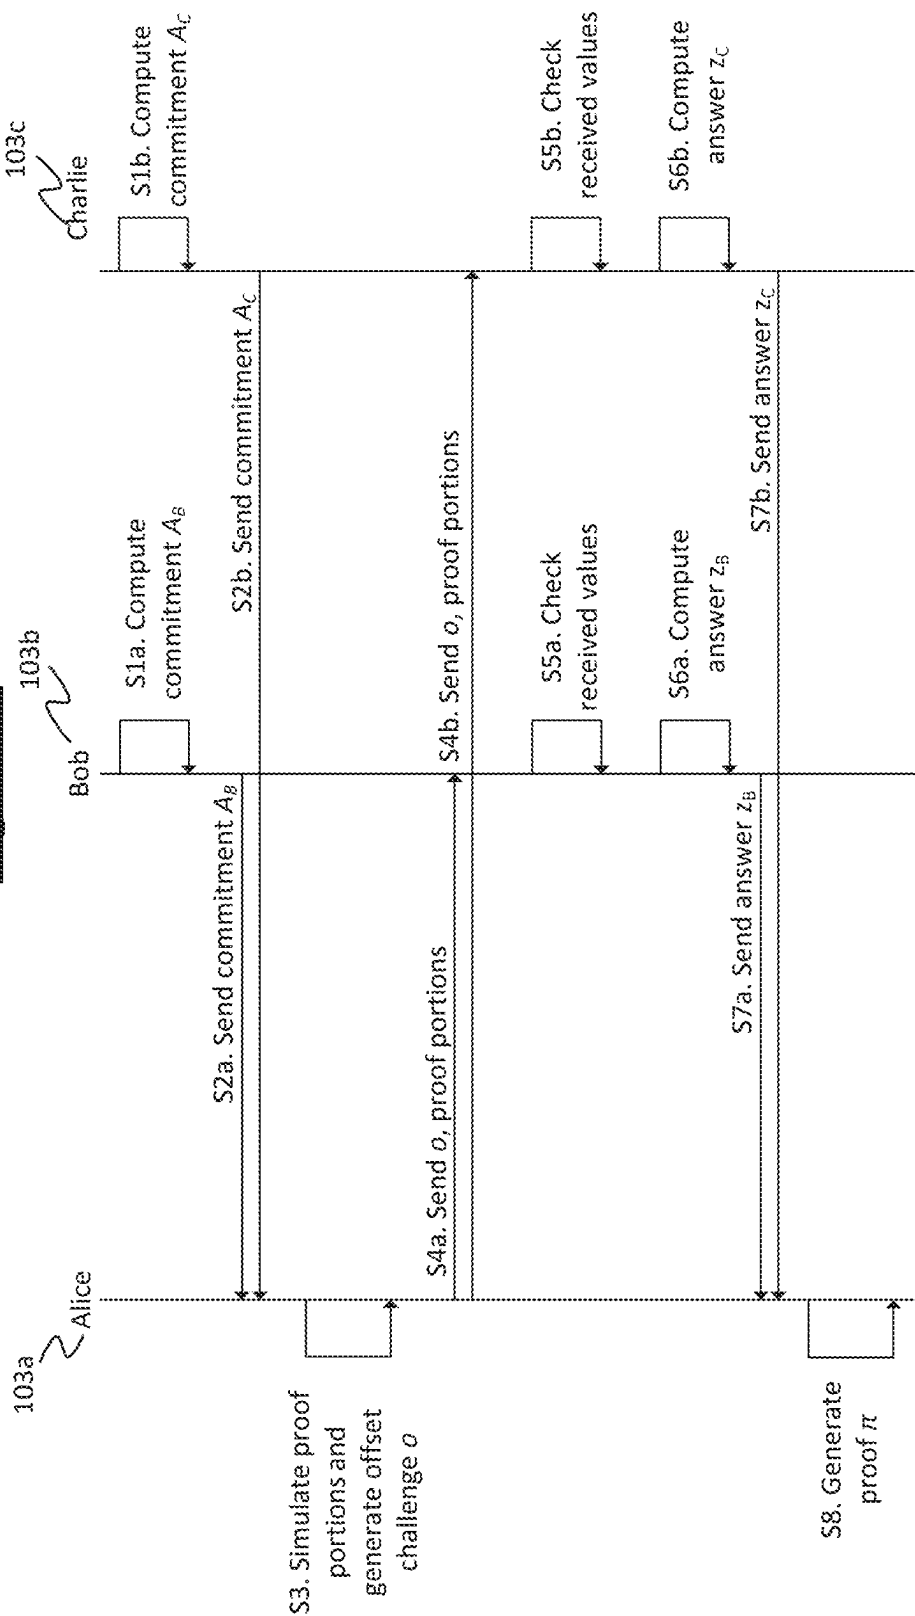 103a
Alice
103b
Bob
103c
Charlie
S1a. Compute
commitment A_B
S1b. Compute
commitment A_C
S2a. Send commitment A_B
S2b. Send commitment A_C
S3. Simulate proof
portions and
generate offset
challenge o
S4a. Send o, proof portions
S4b. Send o, proof portions
S5a. Check
received values
S5b. Check
received values
S6a. Compute
answer z_B
S6b. Compute
answer z_C
S7a. Send answer z_B
S7b. Send answer z_C
S8. Generate
proof π